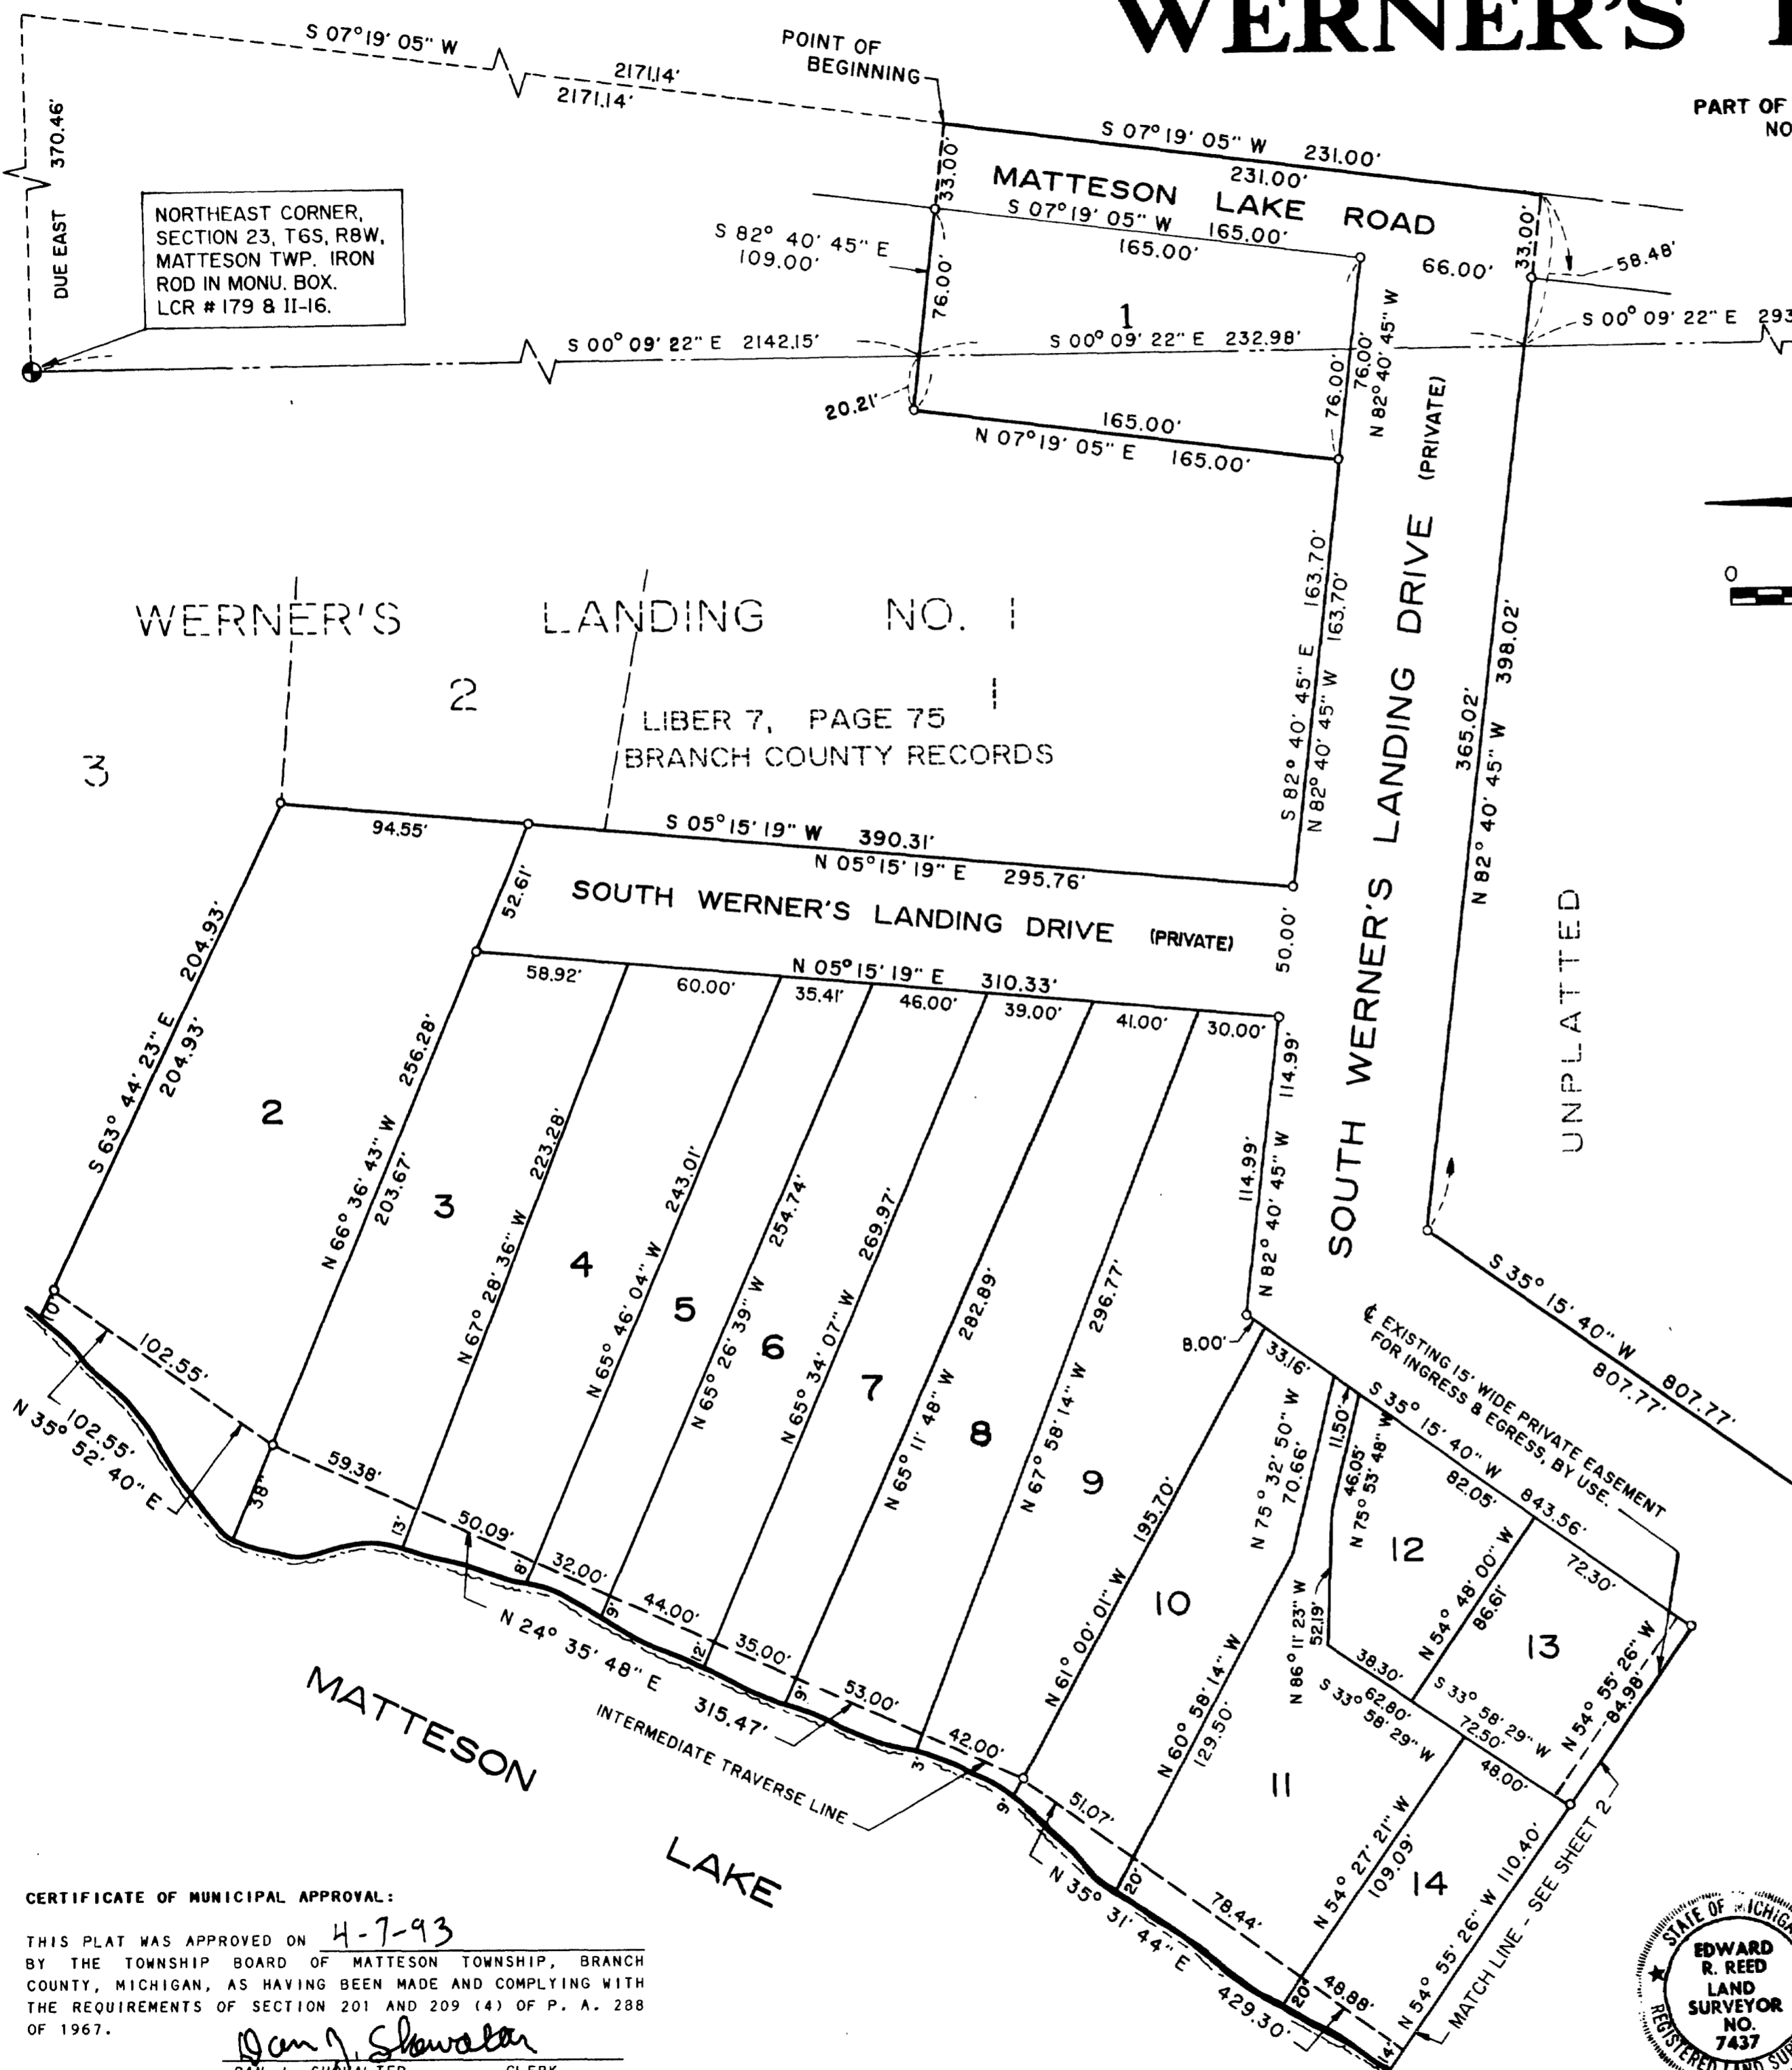 WERNER'S
PART OF
NO
S 07° 19' 05" W
2171.14'
2171.14'
POINT OF
BEGINNING
DUE EAST 370.46'
NORTHEAST CORNER,
SECTION 23, T6S, R8W,
MATTESON TWP. IRON
ROD IN MONU. BOX.
LCR # 179 & II-16.
S 07° 19' 05" W 231.00'
231.00'
MATTESON LAKE ROAD
33.00'
S 07° 19' 05" W 165.00'
165.00'
S 82° 40' 45" E
109.00'
76.00'
66.00'
33.00'
58.48'
1
S 00° 09' 22" E 2142.15'
S 00° 09' 22" E 232.98'
S 00° 09' 22" E 293
76.00'
76.00'
N 82° 40' 45" W
20.21'
165.00'
N 07° 19' 05" E 165.00'
WERNER'S LANDING NO. 1
3
2
1
LIBER 7, PAGE 75
BRANCH COUNTY RECORDS
S 82° 40' 45" E 163.70'
N 82° 40' 45" W 163.70'
SOUTH WERNER'S LANDING DRIVE (PRIVATE)
365.02'
N 82° 40' 45" W 398.02'
0
UNPLATTED
94.55'
S 05° 15' 19" W 390.31'
N 05° 15' 19" E 295.76'
52.61'
SOUTH WERNER'S LANDING DRIVE (PRIVATE)
50.00'
N 05° 15' 19" E 310.33'
58.92'
60.00'
35.41'
46.00'
39.00'
41.00'
30.00'
S 63° 44' 23" E 204.93'
204.93'
2
N 66° 36' 43" W 256.28'
203.67'
3
N 67° 28' 36" W 223.28'
4
N 65° 46' 04" W 243.01'
5
N 65° 26' 39" W 254.74'
6
N 65° 34' 07" W 269.97'
7
N 65° 11' 48" W 282.89'
8
N 67° 58' 14" W 296.77'
9
114.99'
N 82° 40' 45" W 114.99'
8.00'
33.16'
S 35° 15' 40" W 807.77'
807.77'
℄ EXISTING 15' WIDE PRIVATE EASEMENT
FOR INGRESS & EGRESS, BY USE.
S 35° 15' 40" W 843.56'
11.50'
82.05'
72.30'
N 61° 00' 01" W 195.70'
10
N 75° 32' 50" W
70.66'
46.05'
N 75° 53' 48" W
12
N 54° 48' 00" W
86.61'
13
N 54° 55' 26" W
84.98'
N 86° 11' 23" W
52.19'
38.30'
62.80'
S 33° 58' 29" W
S 33° 58' 29" W
72.50'
48.00'
N 60° 58' 14" W
129.50'
11
N 54° 27' 21" W
109.09'
14
N 54° 55' 26" W 110.40'
MATCH LINE - SEE SHEET 2
10'
102.55'
102.55'
N 35° 52' 40" E
38'
59.38'
13'
50.09'
8'
32.00'
9'
44.00'
12'
35.00'
9'
53.00'
3'
42.00'
9'
N 24° 35' 48" E 315.47'
INTERMEDIATE TRAVERSE LINE
51.07'
20'
78.44'
20'
48.88'
14'
N 35° 31' 44" E 429.30'
MATTESON
LAKE
CERTIFICATE OF MUNICIPAL APPROVAL:
THIS PLAT WAS APPROVED ON 4-7-93
BY THE TOWNSHIP BOARD OF MATTESON TOWNSHIP, BRANCH
COUNTY, MICHIGAN, AS HAVING BEEN MADE AND COMPLYING WITH
THE REQUIREMENTS OF SECTION 201 AND 209 (4) OF P. A. 288
OF 1967.
CLERK
STATE OF MICHIGA
EDWARD
R. REED
LAND
SURVEYOR
NO.
7437
REGISTERED LAND SUR